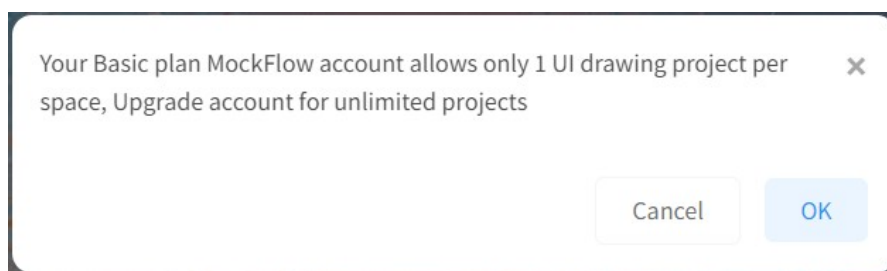 Your Basic plan MockFlow account allows only 1 UI drawing project per
space, Upgrade account for unlimited projects
Cancel
OK